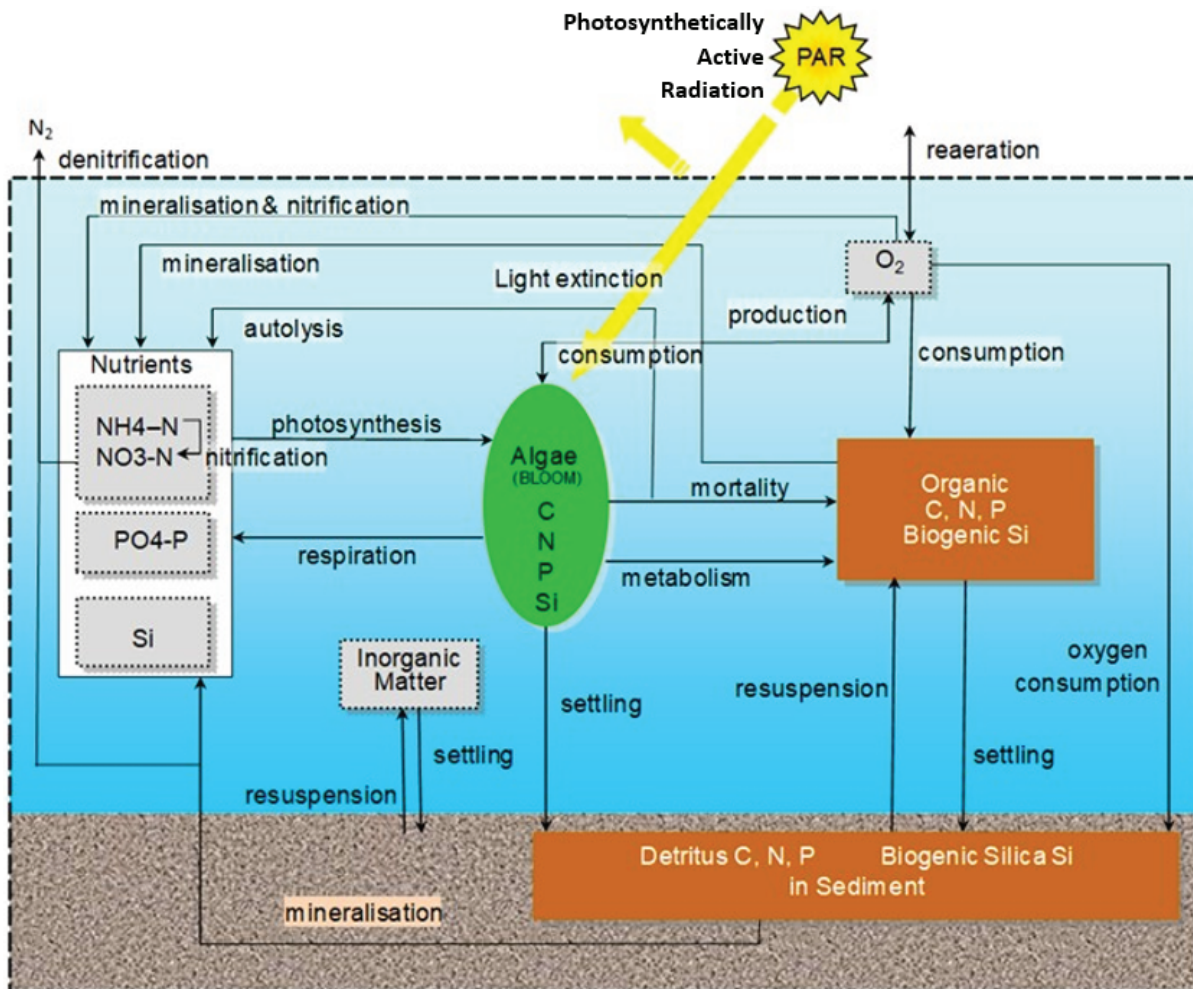 Photosynthetically
Active
Radiation
PAR
N₂
denitrification
reaeration
mineralisation & nitrification
mineralisation
O₂
Light extinction
production
autolysis
consumption
consumption
Nutrients
NH4–N
NO3-N
nitrification
PO4-P
Si
photosynthesis
Algae
(BLOOM)
C
N
P
Si
mortality
Organic
C, N, P
Biogenic Si
respiration
metabolism
Inorganic
Matter
settling
resuspension
oxygen
consumption
settling
settling
resuspension
Detritus C, N, P Biogenic Silica Si
in Sediment
mineralisation